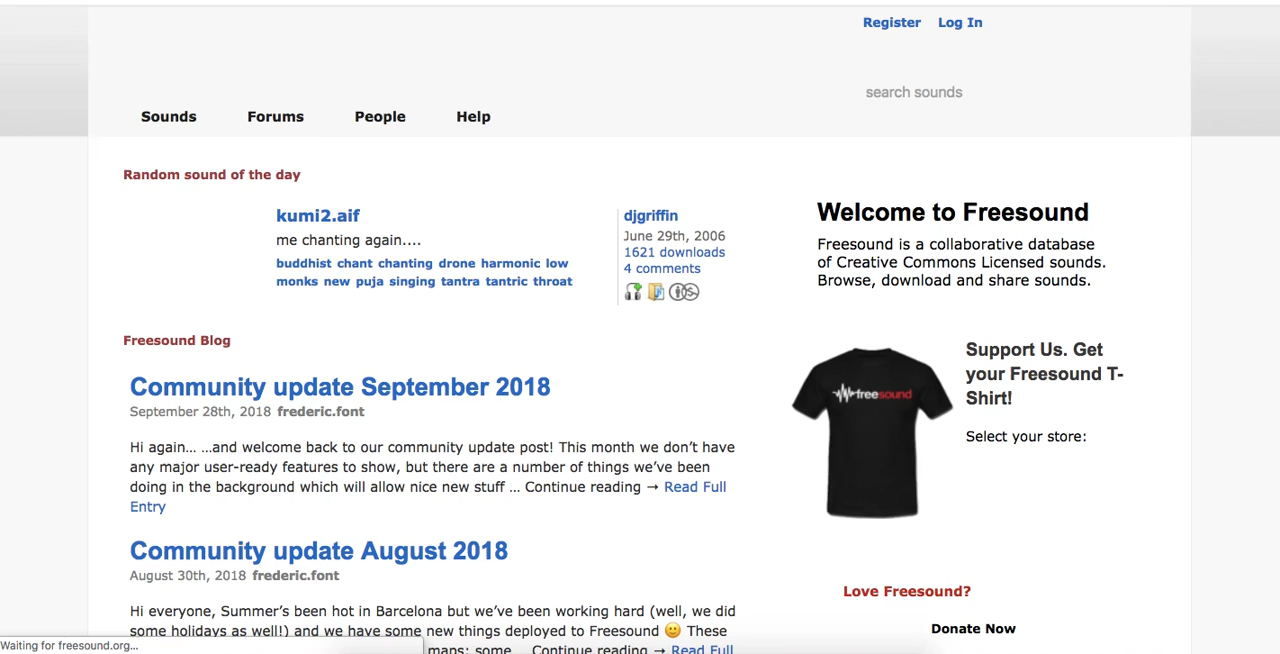 Register Log In
search sounds
Sounds Forums People Help
Random sound of the day
kumi2.aif
me chanting again....
buddhist chant chanting drone harmonic low
monks new puja singing tantra tantric throat
djgriffin
June 29th, 2006
1621 downloads
4 comments
Welcome to Freesound
Freesound is a collaborative database
of Creative Commons Licensed sounds.
Browse, download and share sounds.
Freesound Blog
Community update September 2018
September 28th, 2018 frederic.font
Hi again... ...and welcome back to our community update post! This month we don’t have
any major user-ready features to show, but there are a number of things we’ve been
doing in the background which will allow nice new stuff ... Continue reading → Read Full
Entry
freesound
Support Us. Get
your Freesound T-
Shirt!
Select your store:
Community update August 2018
August 30th, 2018 frederic.font
Hi everyone, Summer’s been hot in Barcelona but we’ve been working hard (well, we did
some holidays as well!) and we have some new things deployed to Freesound 🙂 These
Continue reading → Read Full
Love Freesound?
Donate Now
Waiting for freesound.org...